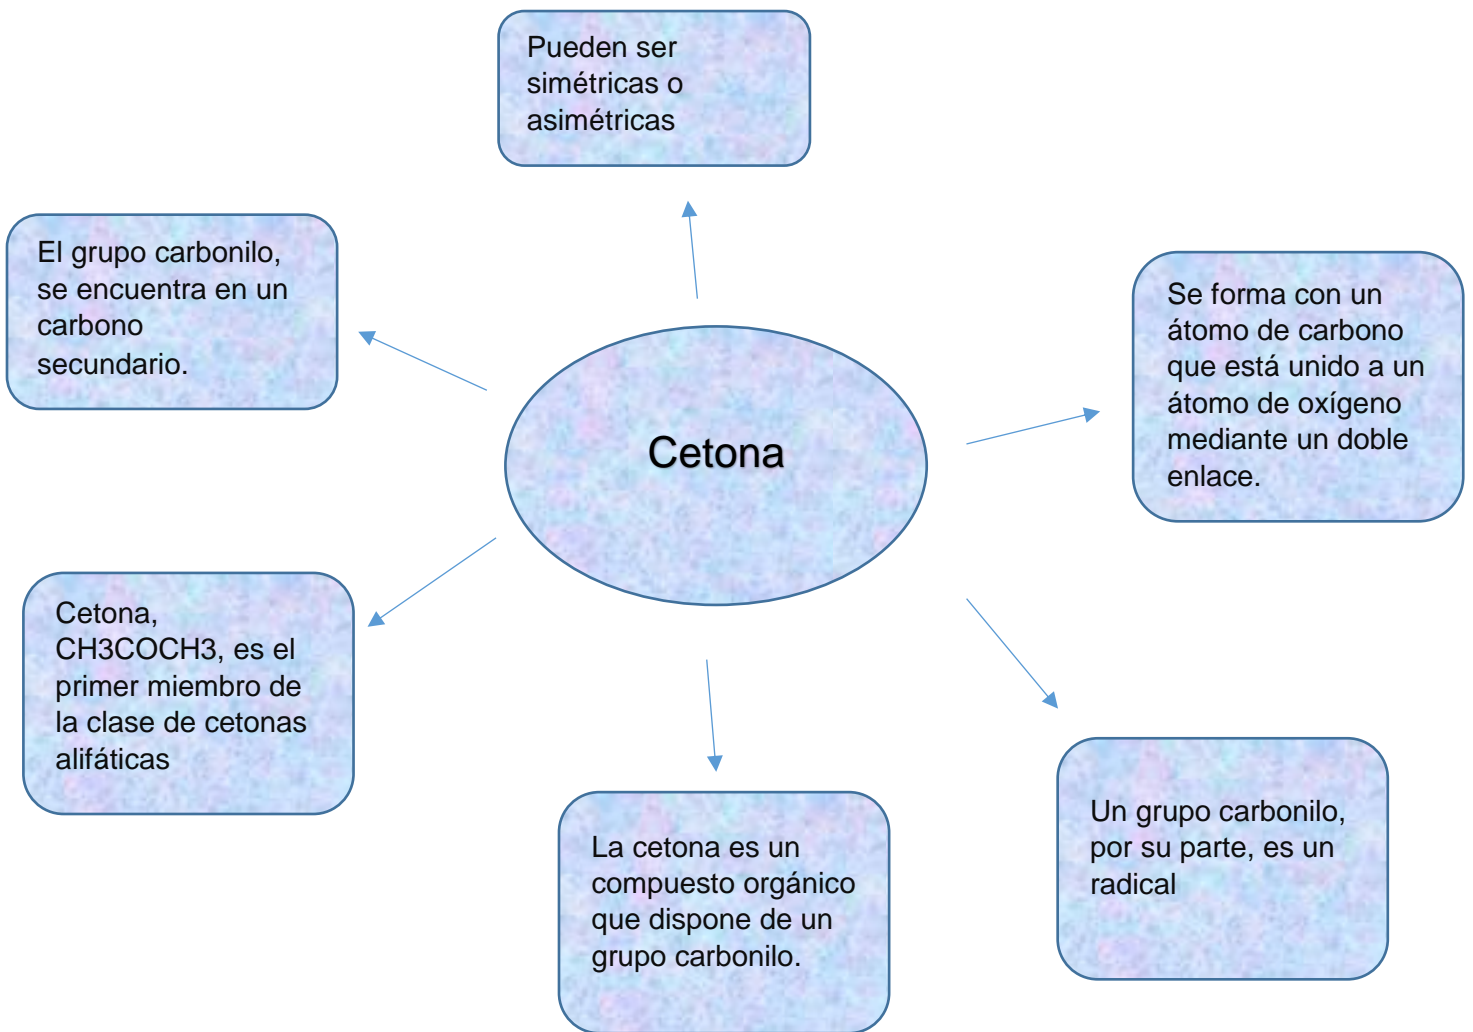 Pueden ser
simétricas o
asimétricas
El grupo carbonilo,
se encuentra en un
carbono
secundario.
Se forma con un
átomo de carbono
que está unido a un
átomo de oxígeno
mediante un doble
enlace.
Cetona
Cetona,
CH3COCH3, es el
primer miembro de
la clase de cetonas
alifáticas
La cetona es un
compuesto orgánico
que dispone de un
grupo carbonilo.
Un grupo carbonilo,
por su parte, es un
radical